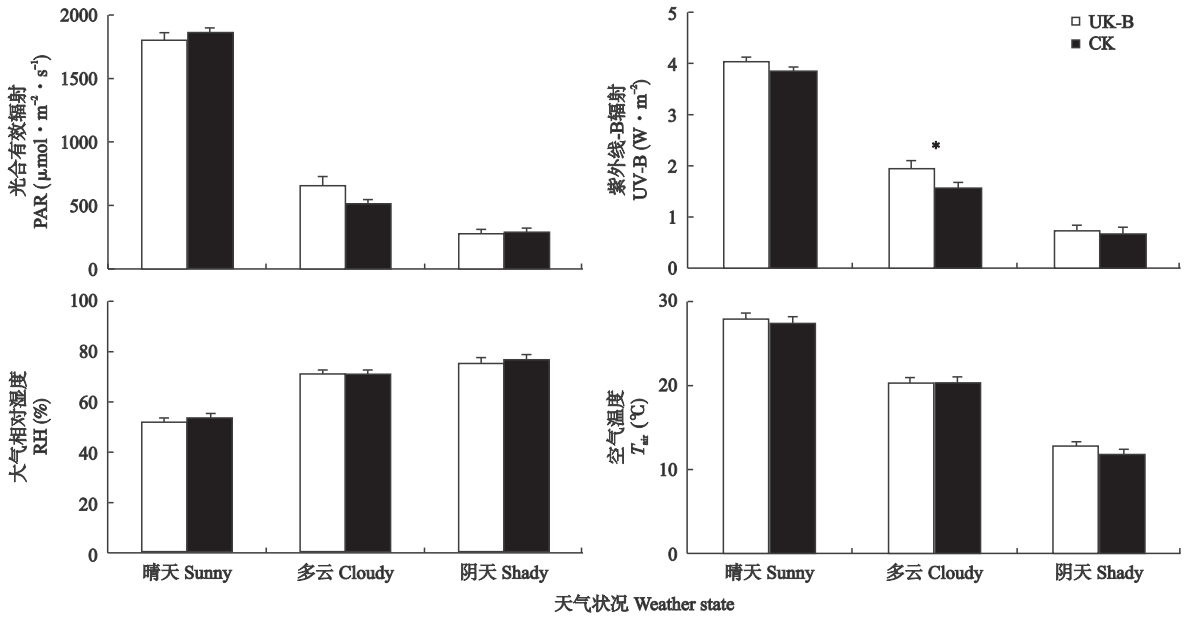 光合有效辐射
PAR (μmol·m⁻²·s⁻¹)
2000
1500
1000
500
0
紫外线-B辐射
UV-B (W·m⁻²)
5
4
3
2
1
0
UK-B
CK
*
大气相对湿度
RH (%)
100
80
60
40
20
0
晴天 Sunny
多云 Cloudy
阴天 Shady
空气温度
Tair (℃)
30
20
10
0
晴天 Sunny
多云 Cloudy
阴天 Shady
天气状况 Weather state